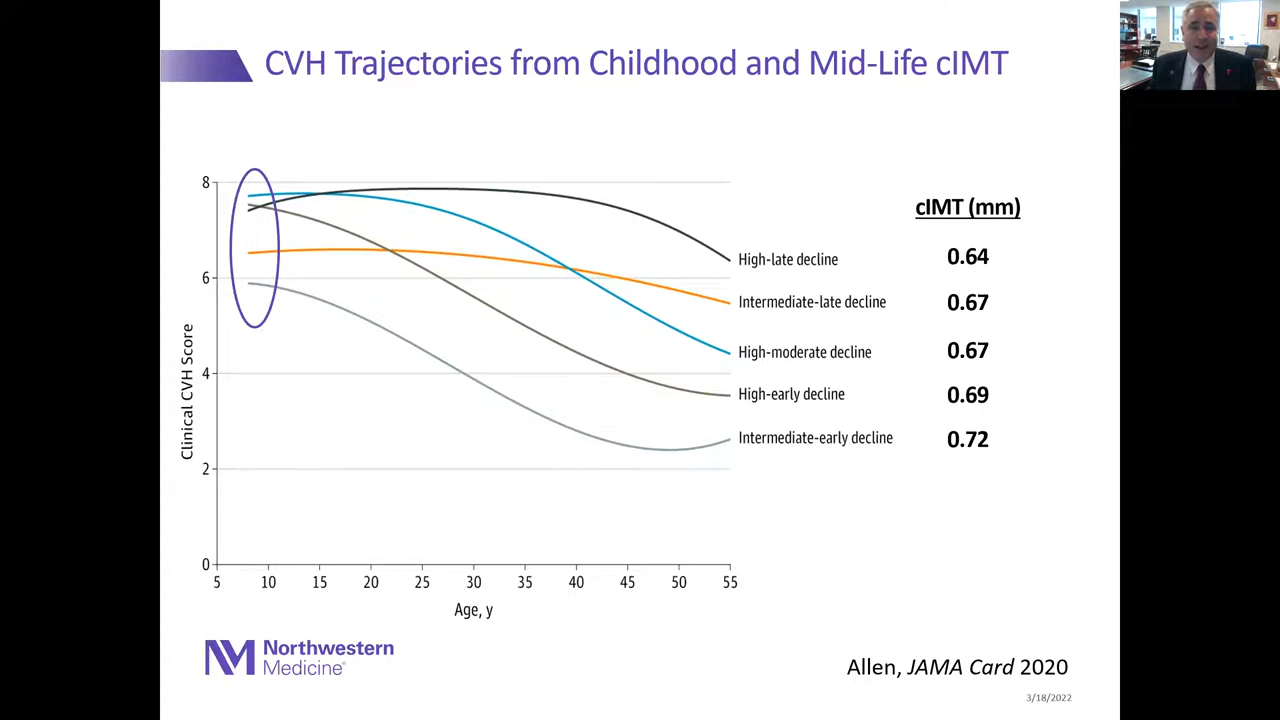 CVH Trajectories from Childhood and Mid-Life cIMT
cIMT (mm)
8
6
4
2
0
Clinical CVH Score
High-late decline 0.64
Intermediate-late decline 0.67
High-moderate decline 0.67
High-early decline 0.69
Intermediate-early decline 0.72
5 10 15 20 25 30 35 40 45 50 55
Age, y
NM Northwestern
Medicine®
Allen, JAMA Card 2020
3/18/2022